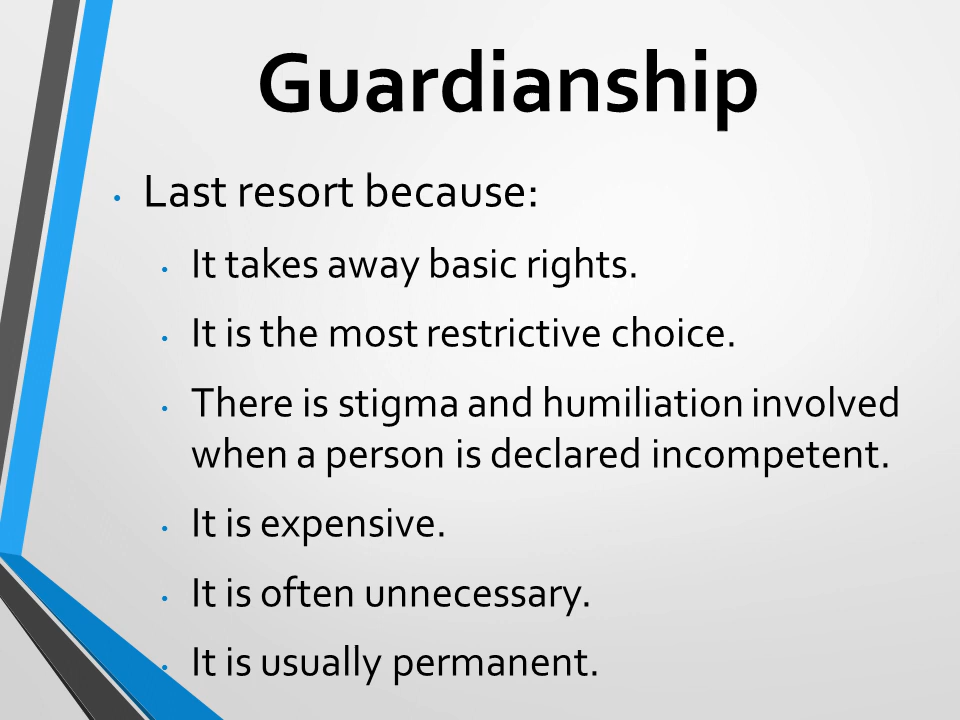 Guardianship
• Last resort because:
• It takes away basic rights.
• It is the most restrictive choice.
• There is stigma and humiliation involved
when a person is declared incompetent.
• It is expensive.
• It is often unnecessary.
• It is usually permanent.